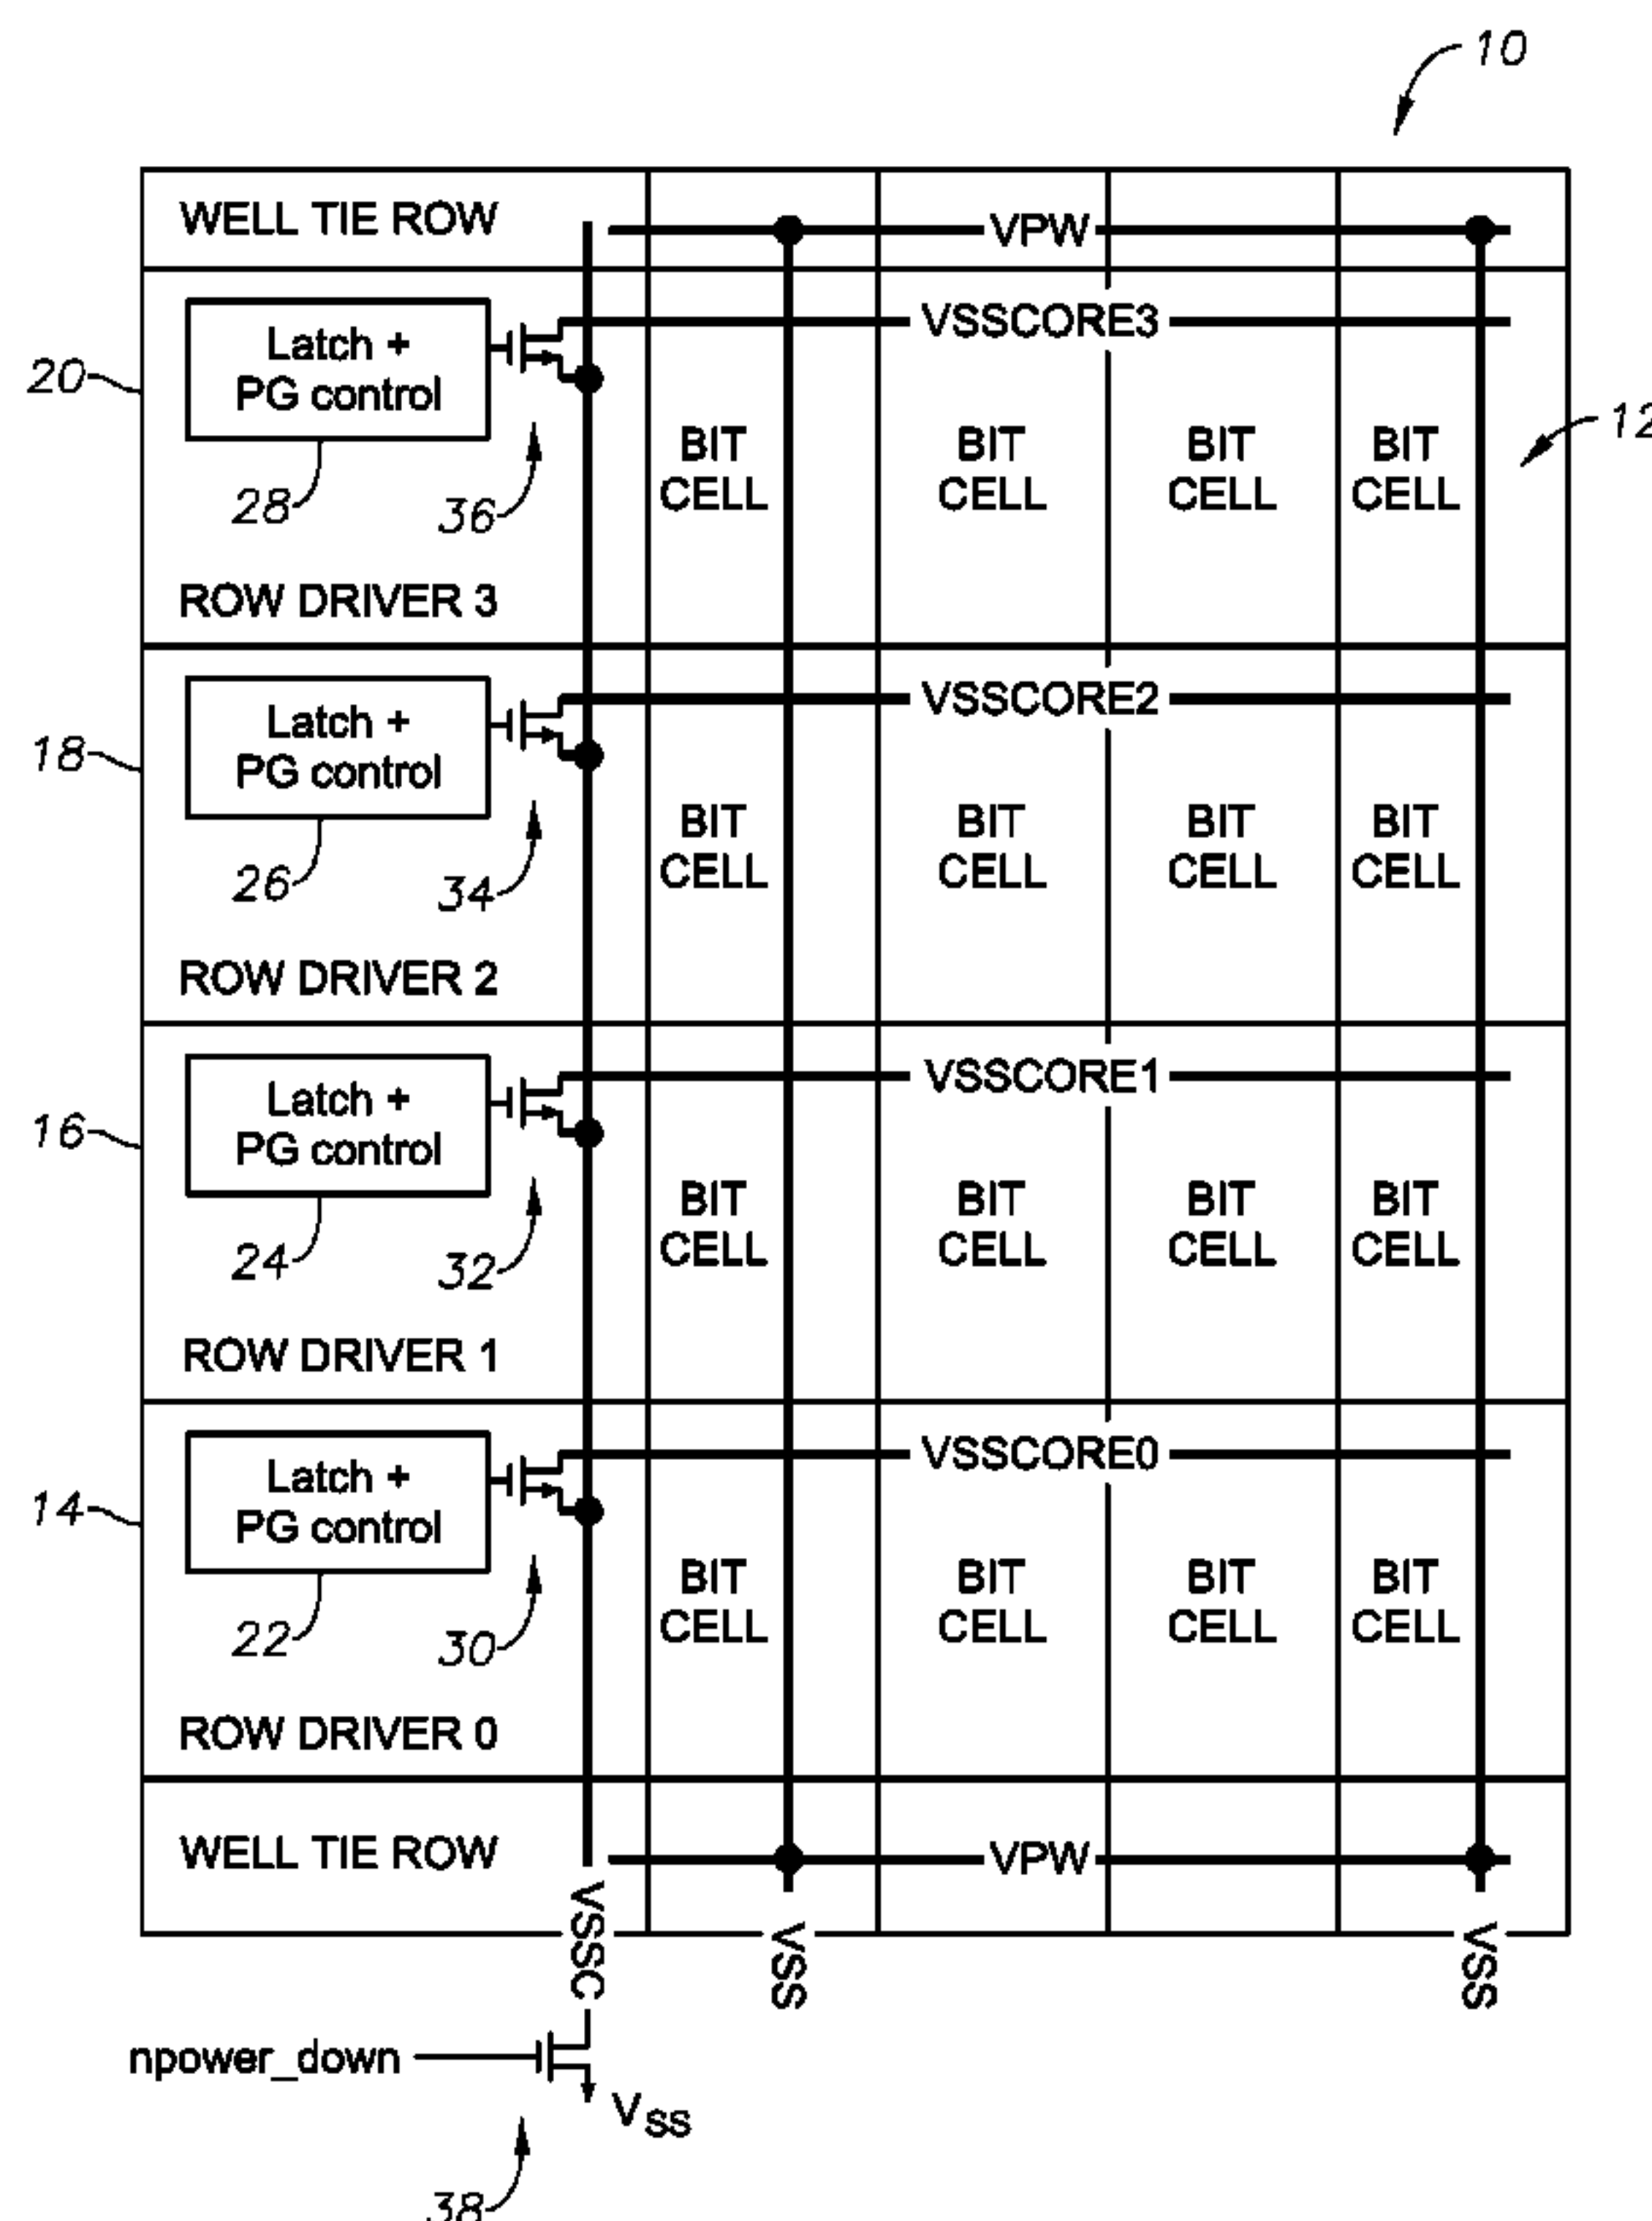 10
WELL TIE ROW
VPW
VSSCORE3
Latch +
PG control
20
12
BIT CELL
BIT CELL
BIT CELL
BIT CELL
28
36
ROW DRIVER 3
VSSCORE2
Latch +
PG control
18
BIT CELL
BIT CELL
BIT CELL
BIT CELL
26
34
ROW DRIVER 2
VSSCORE1
Latch +
PG control
16
BIT CELL
BIT CELL
BIT CELL
BIT CELL
24
32
ROW DRIVER 1
VSSCORE0
Latch +
PG control
14
BIT CELL
BIT CELL
BIT CELL
BIT CELL
22
30
ROW DRIVER 0
WELL TIE ROW
VPW
VSSC
VSS
VSS
npower_down
VSS
38